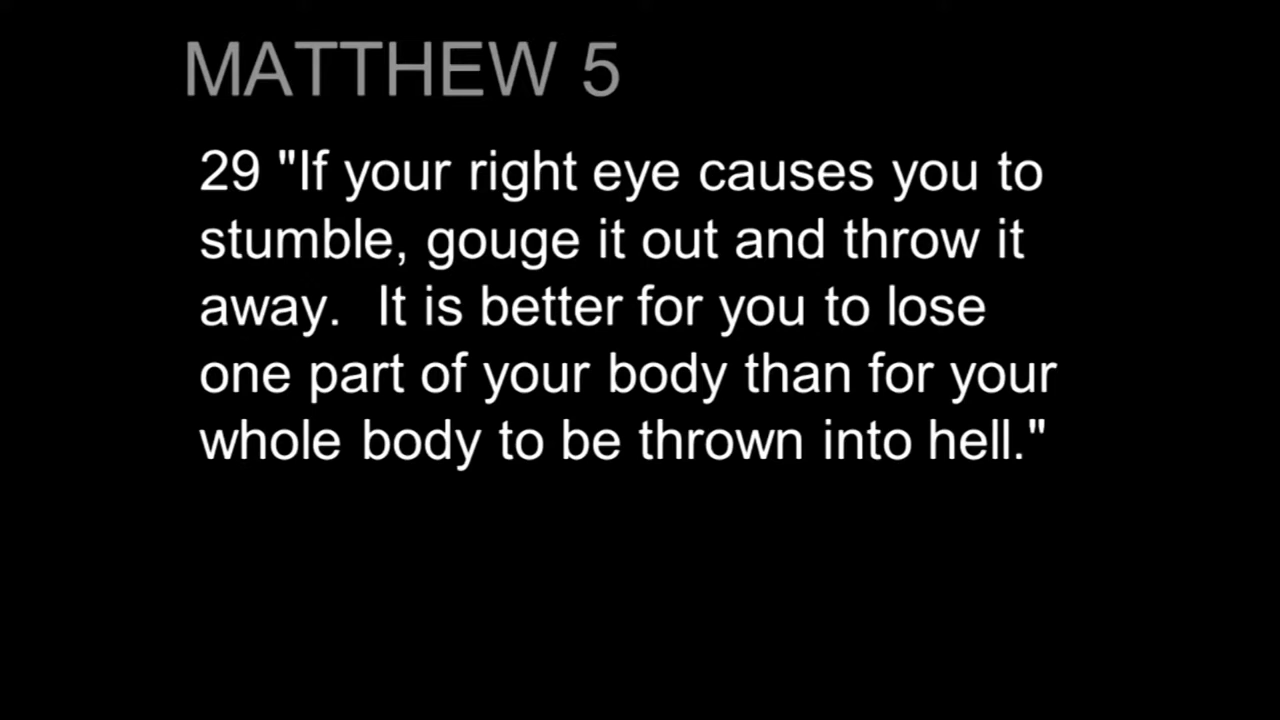 MATTHEW 5
29 "If your right eye causes you to
stumble, gouge it out and throw it
away.  It is better for you to lose
one part of your body than for your
whole body to be thrown into hell."